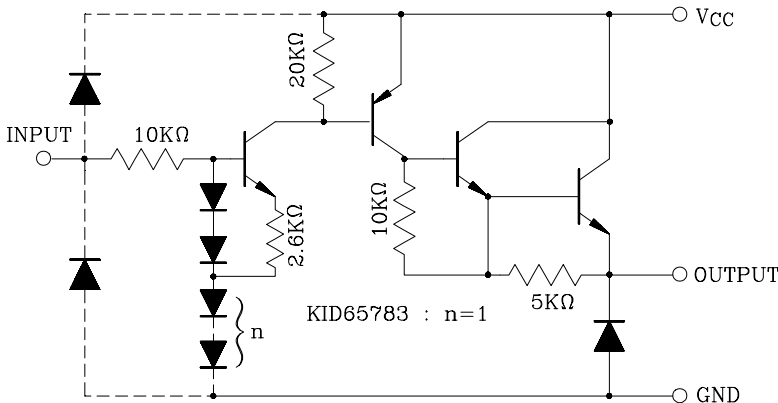 VCC
20KΩ
INPUT
10KΩ
10KΩ
2.6KΩ
OUTPUT
5KΩ
KID65783 : n=1
n
GND